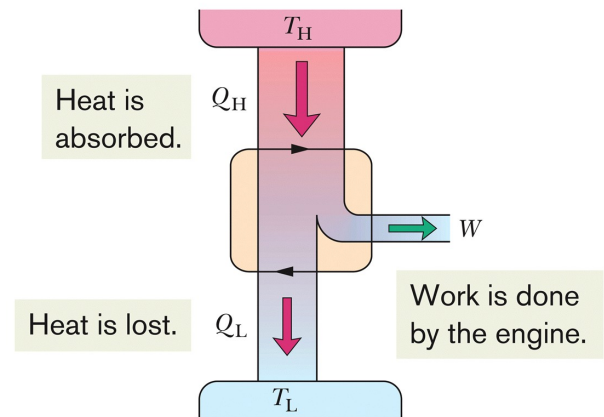 T_H
Heat is
absorbed.
Q_H
W
Work is done
by the engine.
Heat is lost.
Q_L
T_L